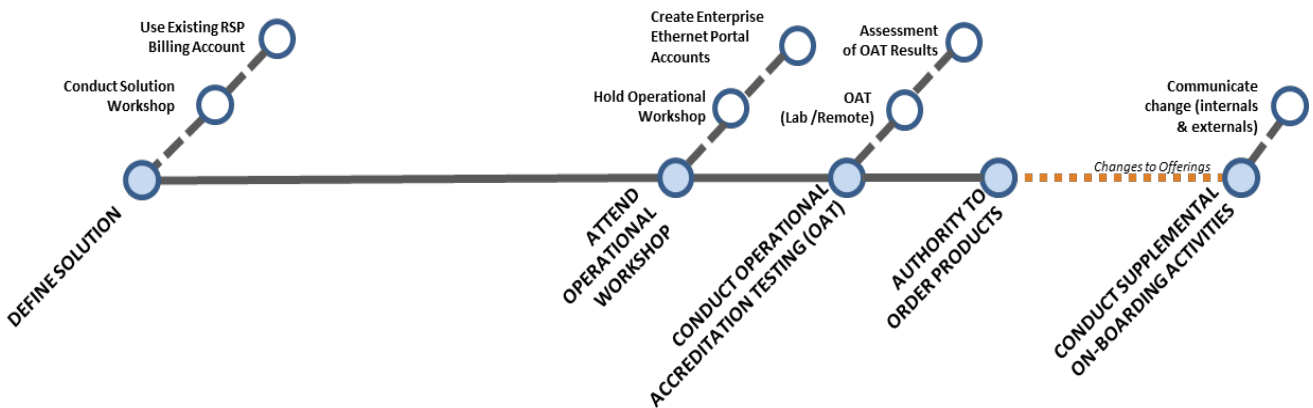 Use Existing RSP
Billing Account
Conduct Solution
Workshop
DEFINE SOLUTION
Create Enterprise
Ethernet Portal
Accounts
Hold Operational
Workshop
ATTEND
OPERATIONAL
WORKSHOP
Assessment
of OAT Results
OAT
(Lab /Remote)
CONDUCT OPERATIONAL
ACCREDITATION TESTING (OAT)
AUTHORITY TO
ORDER PRODUCTS
Changes to Offerings
Communicate
change (internals
& externals)
CONDUCT SUPPLEMENTAL
ON-BOARDING ACTIVITIES